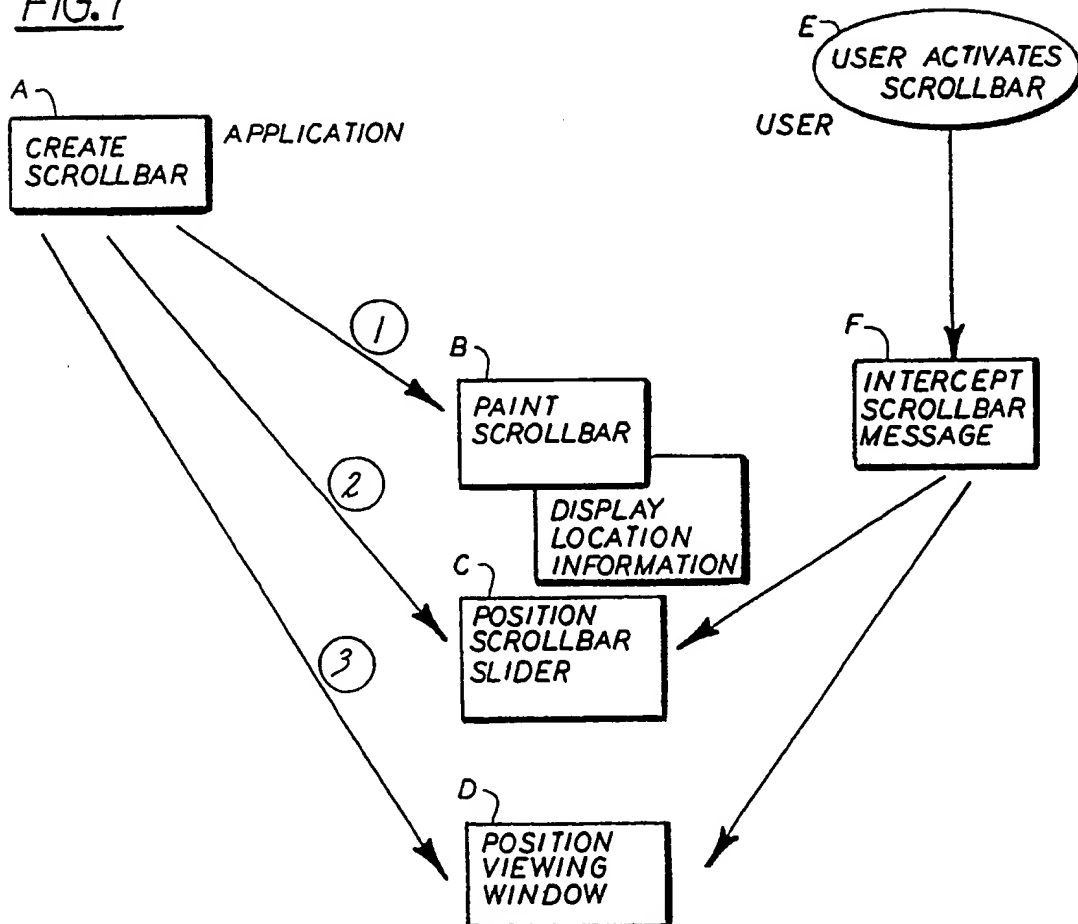 FIG. 1
E
USER ACTIVATES
SCROLLBAR
USER
A
CREATE
SCROLLBAR
APPLICATION
1
B
PAINT
SCROLLBAR
DISPLAY
LOCATION
INFORMATION
F
INTERCEPT
SCROLLBAR
MESSAGE
2
C
POSITION
SCROLLBAR
SLIDER
3
D
POSITION
VIEWING
WINDOW